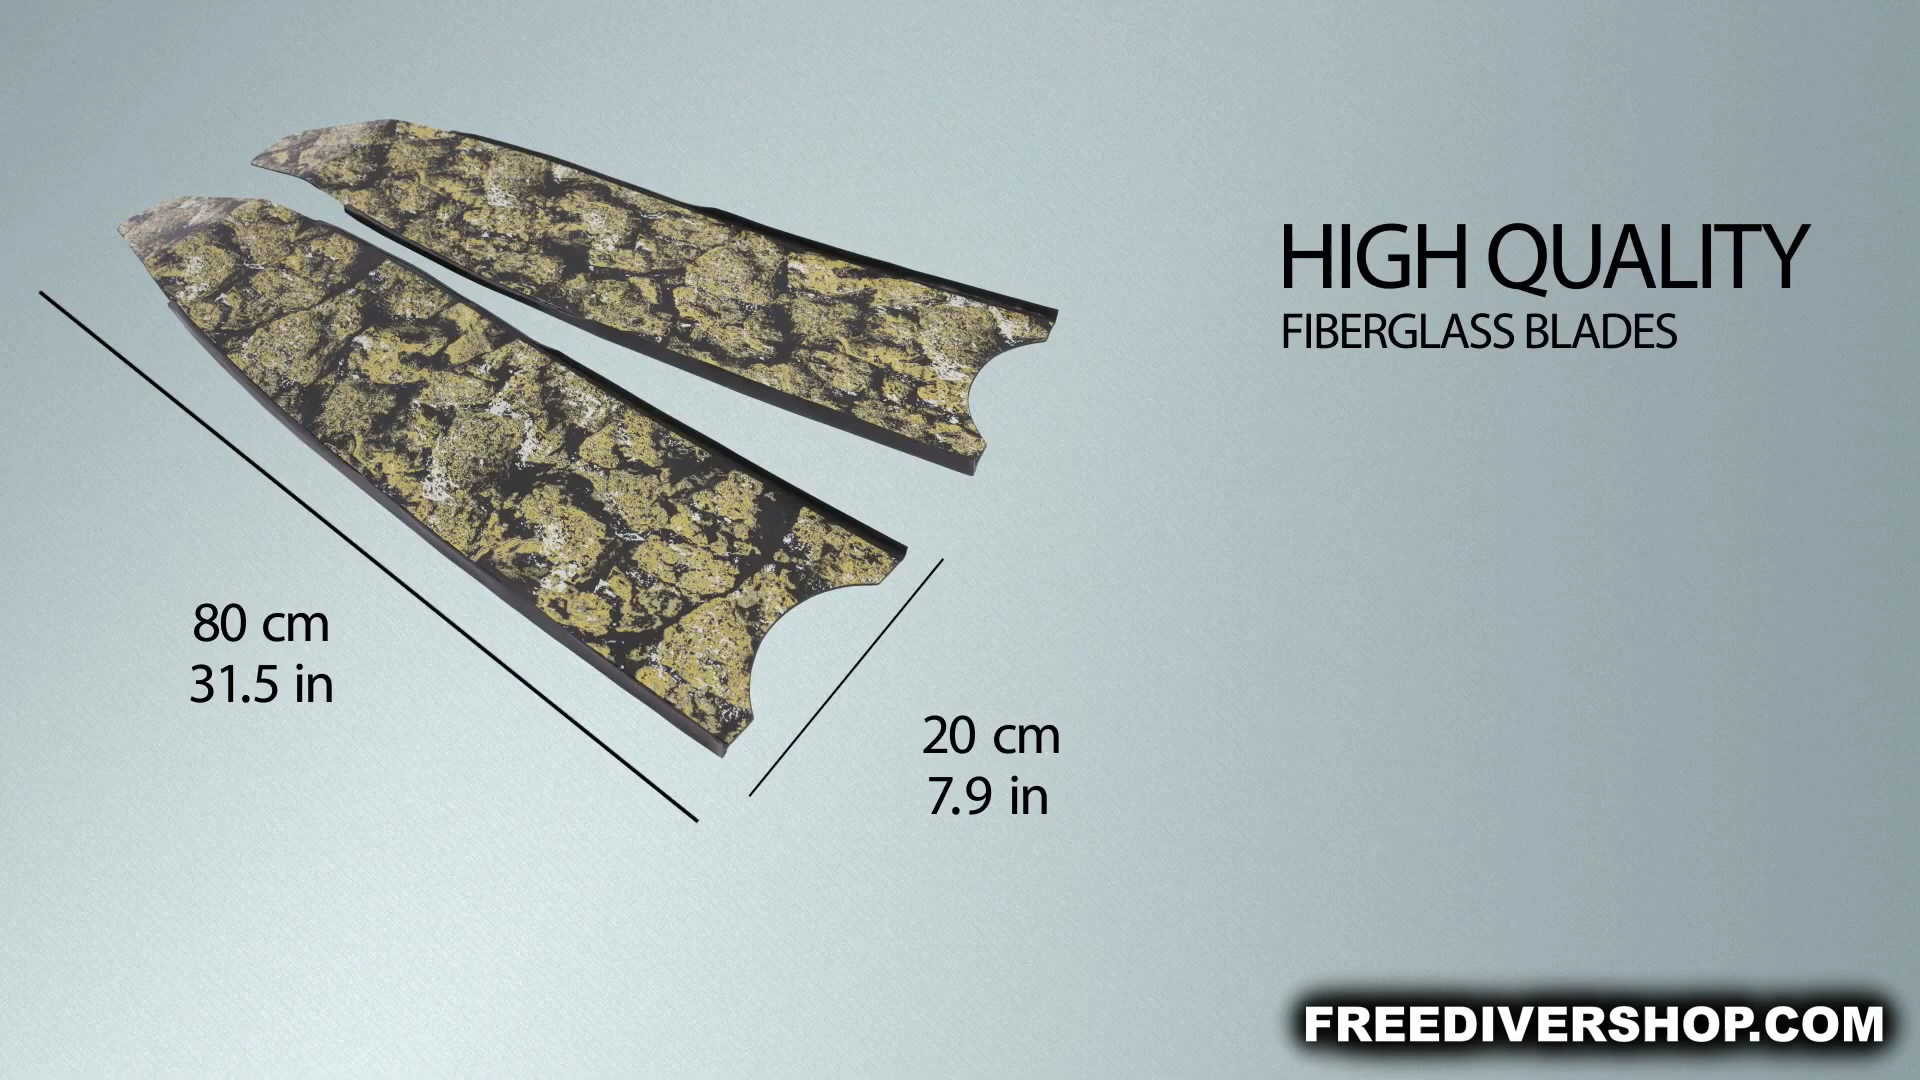 HIGH QUALITY
FIBERGLASS BLADES
80 cm
31.5 in
20 cm
7.9 in
FREEDIVERSHOP.COM